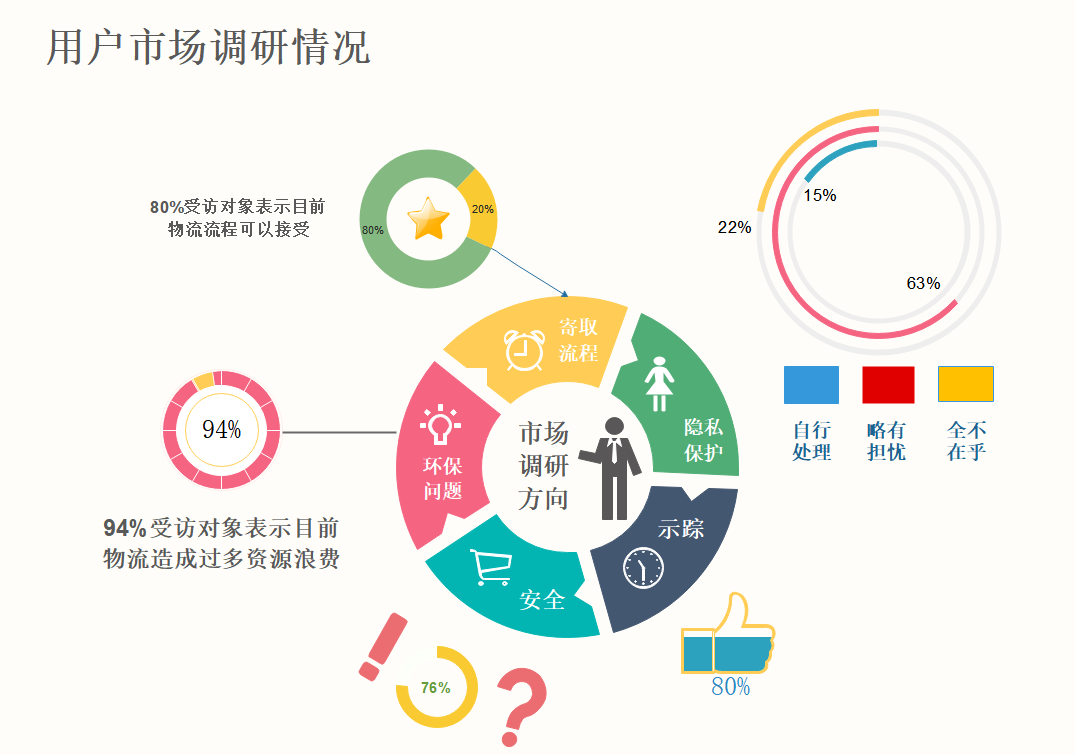 用户市场调研情况
80%受访对象表示目前
物流流程可以接受
20%
80%
15%
22%
63%
自行
处理
略有
担忧
全不
在乎
寄取
流程
隐私
保护
市场
调研
方向
环保
问题
示踪
安全
94%
94%受访对象表示目前
物流造成过多资源浪费
76%
80%